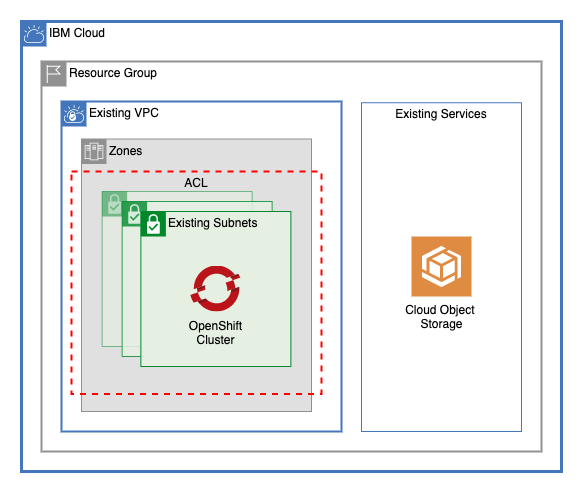 IBM Cloud
Resource Group
Existing VPC
Existing Services
Zones
ACL
Existing Subnets
OpenShift
Cluster
Cloud Object
Storage